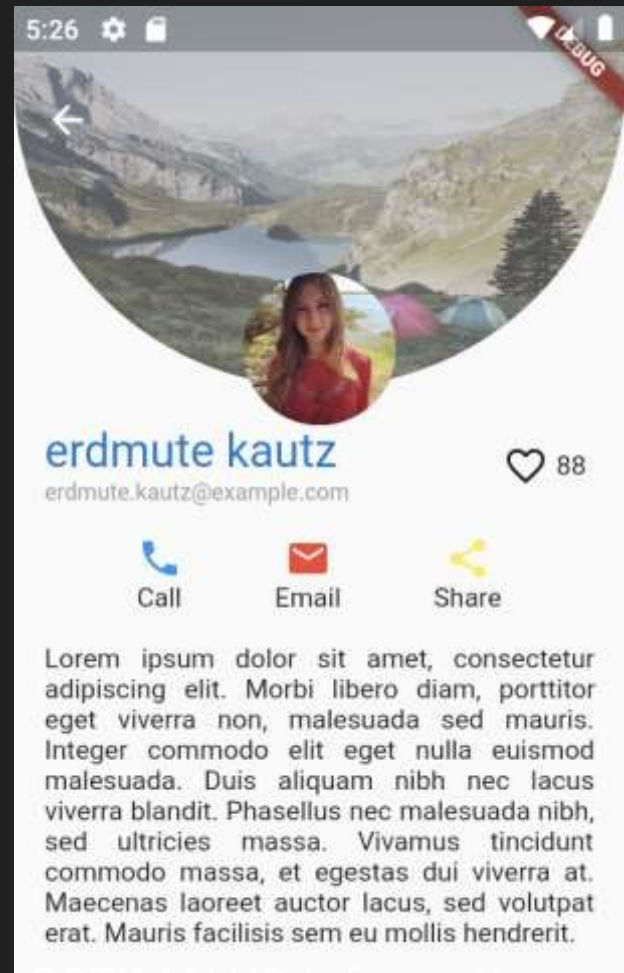 5:26
DEBUG
erdmute kautz
88
erdmute.kautz@example.com
Call Email Share
Lorem ipsum dolor sit amet, consectetur
adipiscing elit. Morbi libero diam, porttitor
eget viverra non, malesuada sed mauris.
Integer commodo elit eget nulla euismod
malesuada. Duis aliquam nibh nec lacus
viverra blandit. Phasellus nec malesuada nibh,
sed ultricies massa. Vivamus tincidunt
commodo massa, et egestas dui viverra at.
Maecenas laoreet auctor lacus, sed volutpat
erat. Mauris facilisis sem eu mollis hendrerit.